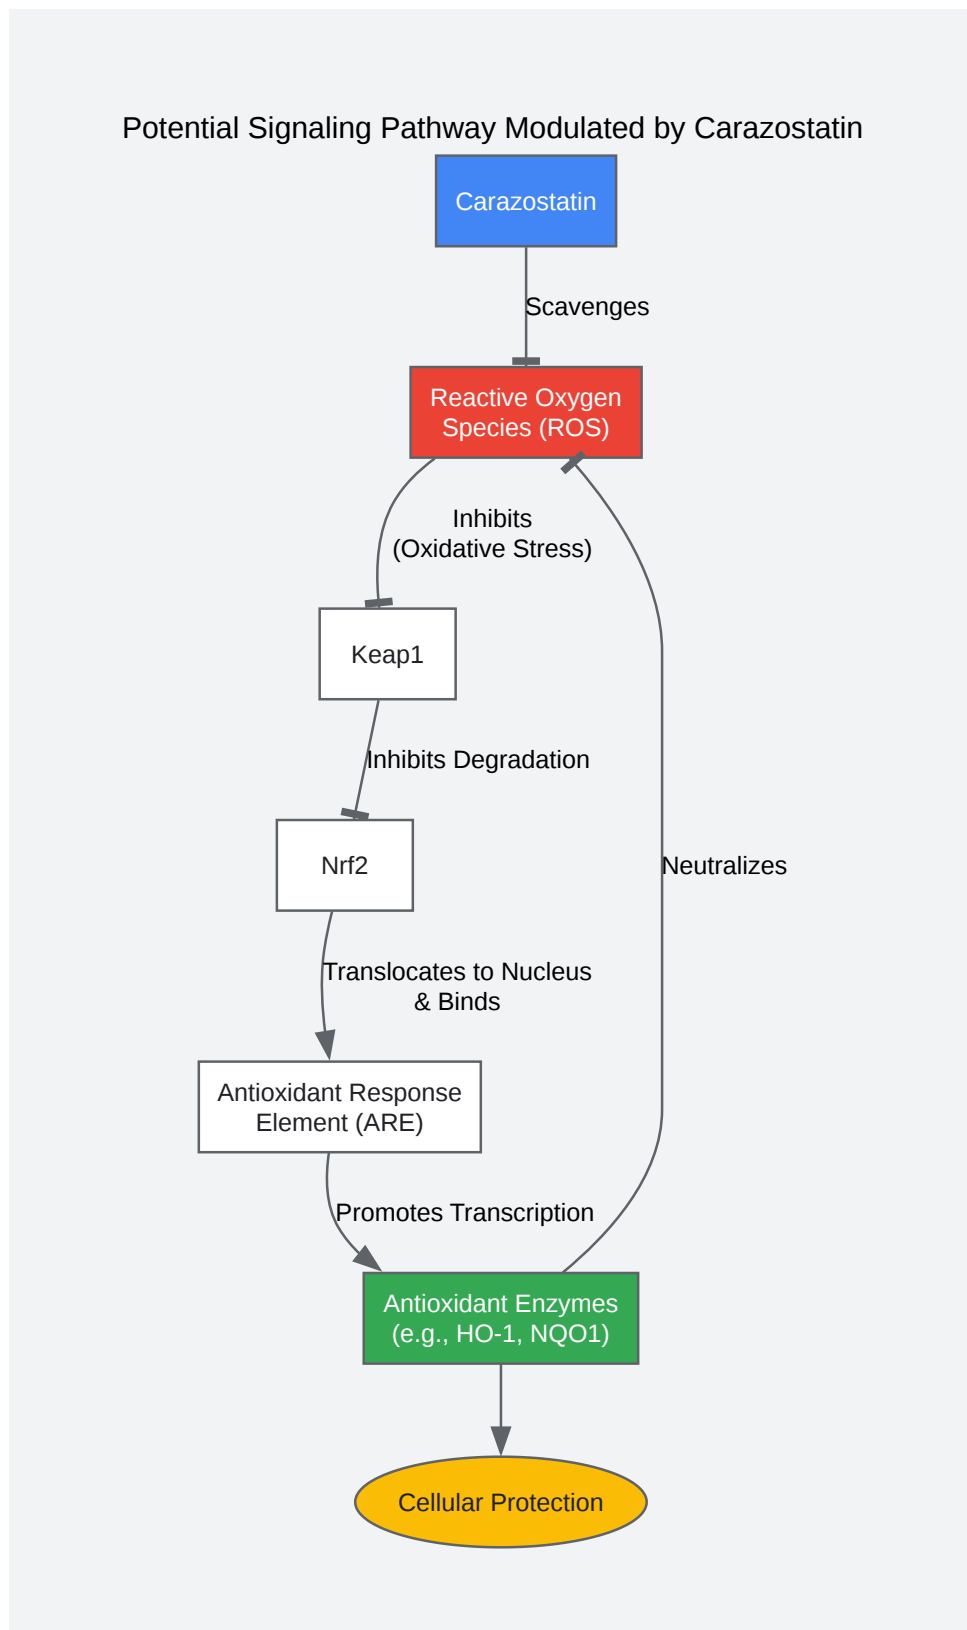 Potential Signaling Pathway Modulated by Carazostatin
Carazostatin
Scavenges
Reactive Oxygen
Species (ROS)
Inhibits
(Oxidative Stress)
Keap1
Inhibits Degradation
Nrf2
Neutralizes
Translocates to Nucleus
& Binds
Antioxidant Response
Element (ARE)
Promotes Transcription
Antioxidant Enzymes
(e.g., HO-1, NQO1)
Cellular Protection